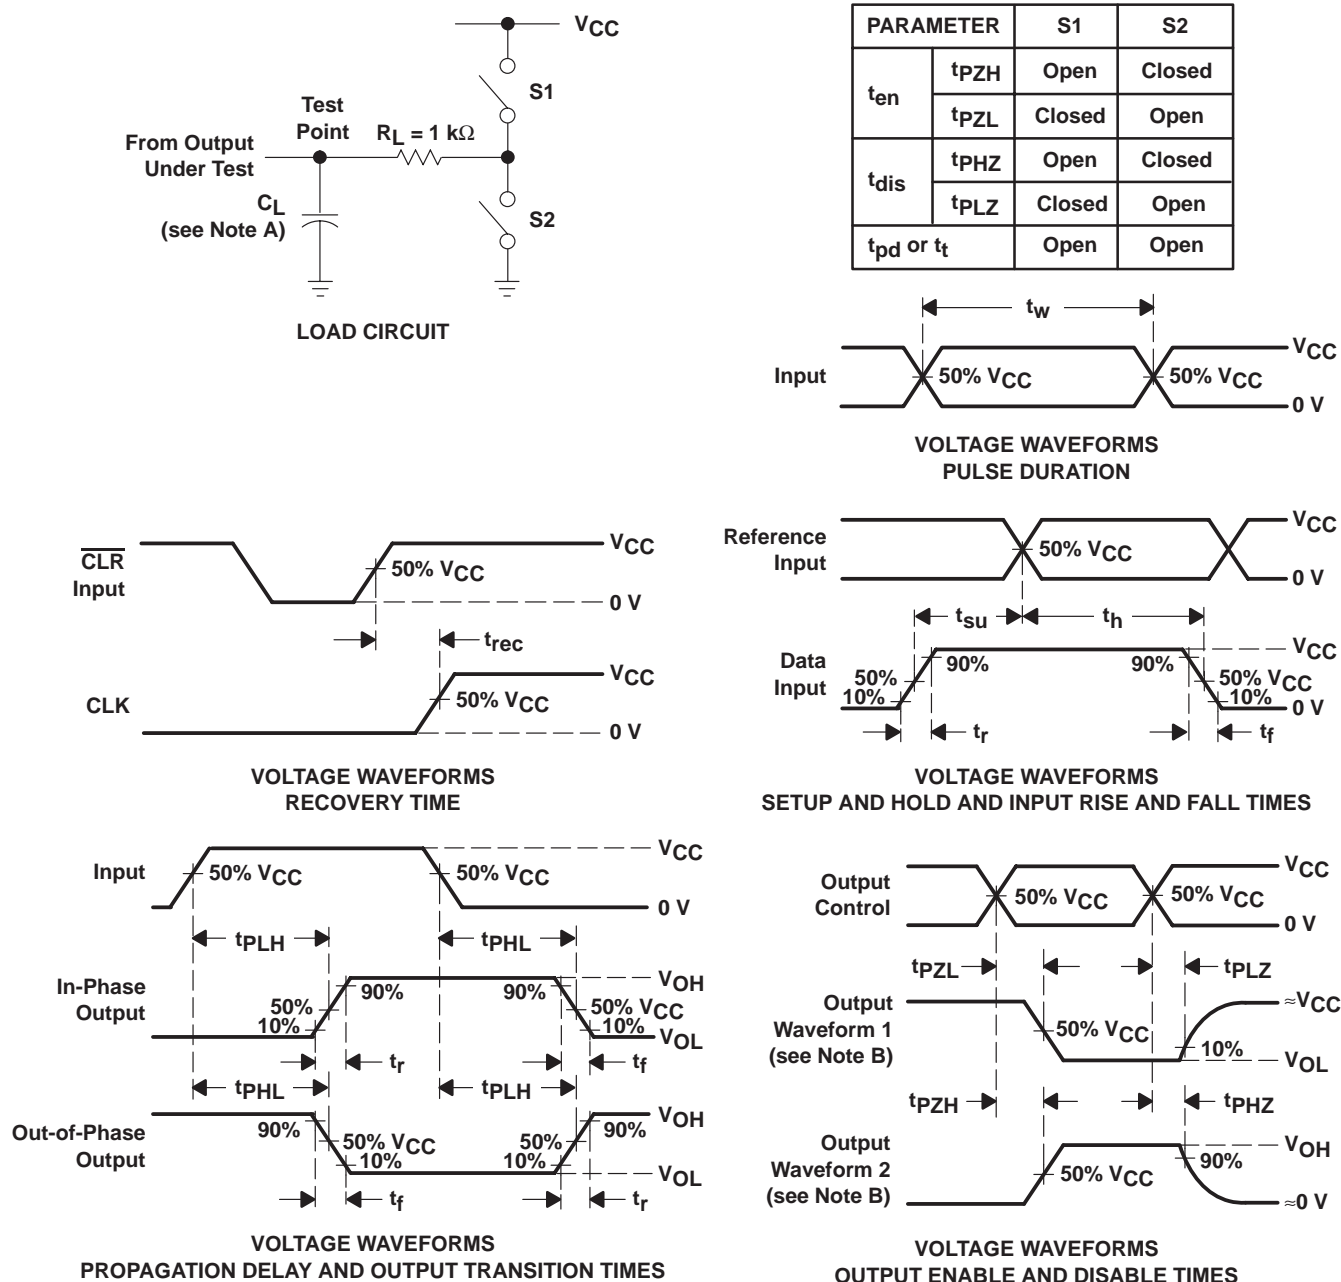 VCC
S1
Test
Point
RL = 1 kΩ
From Output
Under Test
CL
(see Note A)
S2
LOAD CIRCUIT
PARAMETER S1 S2
ten tPZH Open Closed
tPZL Closed Open
tdis tPHZ Open Closed
tPLZ Closed Open
tpd or tt Open Open
tw
VCC
Input 50% VCC 50% VCC
0 V
VOLTAGE WAVEFORMS
PULSE DURATION
CLR
Input
VCC
50% VCC
0 V
trec
VCC
CLK 50% VCC
0 V
VOLTAGE WAVEFORMS
RECOVERY TIME
Reference
Input
VCC
50% VCC
0 V
tsu th
Data
Input
VCC
90% 90%
50% 50% VCC
10% 10%
0 V
tr tf
VOLTAGE WAVEFORMS
SETUP AND HOLD AND INPUT RISE AND FALL TIMES
VCC
Input 50% VCC 50% VCC
0 V
tPLH tPHL
In-Phase
Output
VOH
90% 90%
50% 50% VCC
10% 10%
VOL
tr tf
tPHL tPLH
Out-of-Phase
Output
VOH
90% 90%
50% VCC 50%
10% 10%
VOL
tf tr
VOLTAGE WAVEFORMS
PROPAGATION DELAY AND OUTPUT TRANSITION TIMES
Output
Control
VCC
50% VCC 50% VCC
0 V
tPZL tPLZ
Output
Waveform 1
(see Note B)
≈VCC
50% VCC
10%
VOL
tPZH tPHZ
Output
Waveform 2
(see Note B)
VOH
90%
50% VCC
≈0 V
VOLTAGE WAVEFORMS
OUTPUT ENABLE AND DISABLE TIMES